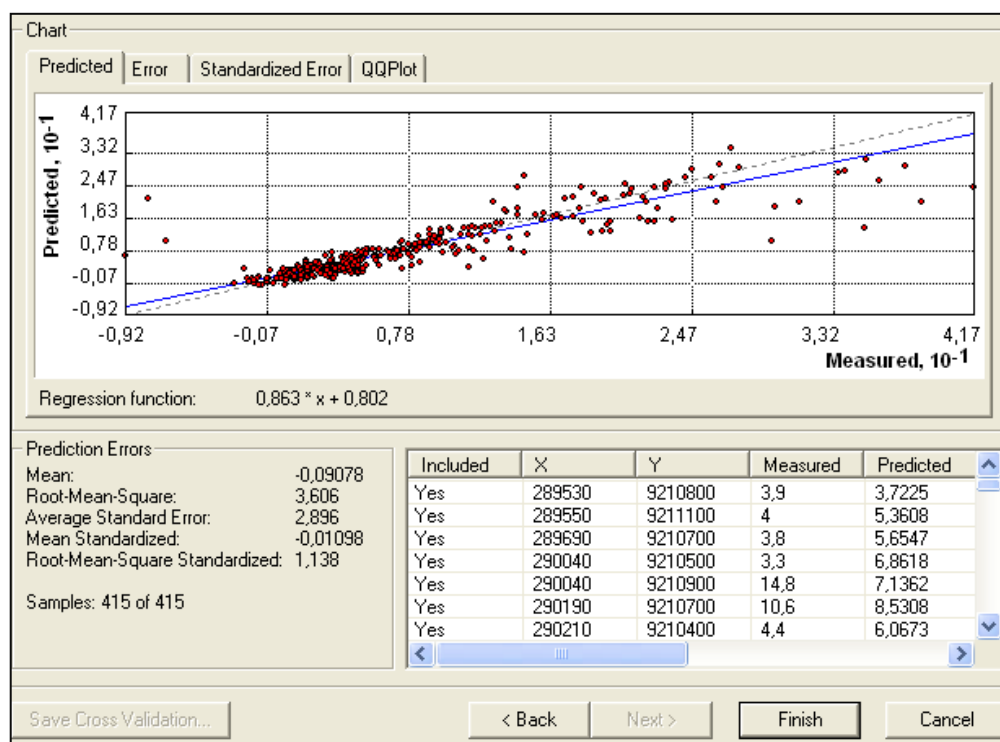 Chart
Predicted Error Standardized Error QQPlot
Predicted, 10-1
4,17
3,32
2,47
1,63
0,78
-0,07
-0,92
-0,92 -0,07 0,78 1,63 2,47 3,32 4,17
Measured, 10-1
Regression function: 0,863 * x + 0,802
Prediction Errors
Mean: -0,09078
Root-Mean-Square: 3,606
Average Standard Error: 2,896
Mean Standardized: -0,01098
Root-Mean-Square Standardized: 1,138
Samples: 415 of 415
Included X Y Measured Predicted
Yes 289530 9210800 3,9 3,7225
Yes 289550 9211100 4 5,3608
Yes 289690 9210700 3,8 5,6547
Yes 290040 9210500 3,3 6,8618
Yes 290040 9210900 14,8 7,1362
Yes 290190 9210700 10,6 8,5308
Yes 290210 9210400 4,4 6,0673
Save Cross Validation... < Back Next > Finish Cancel